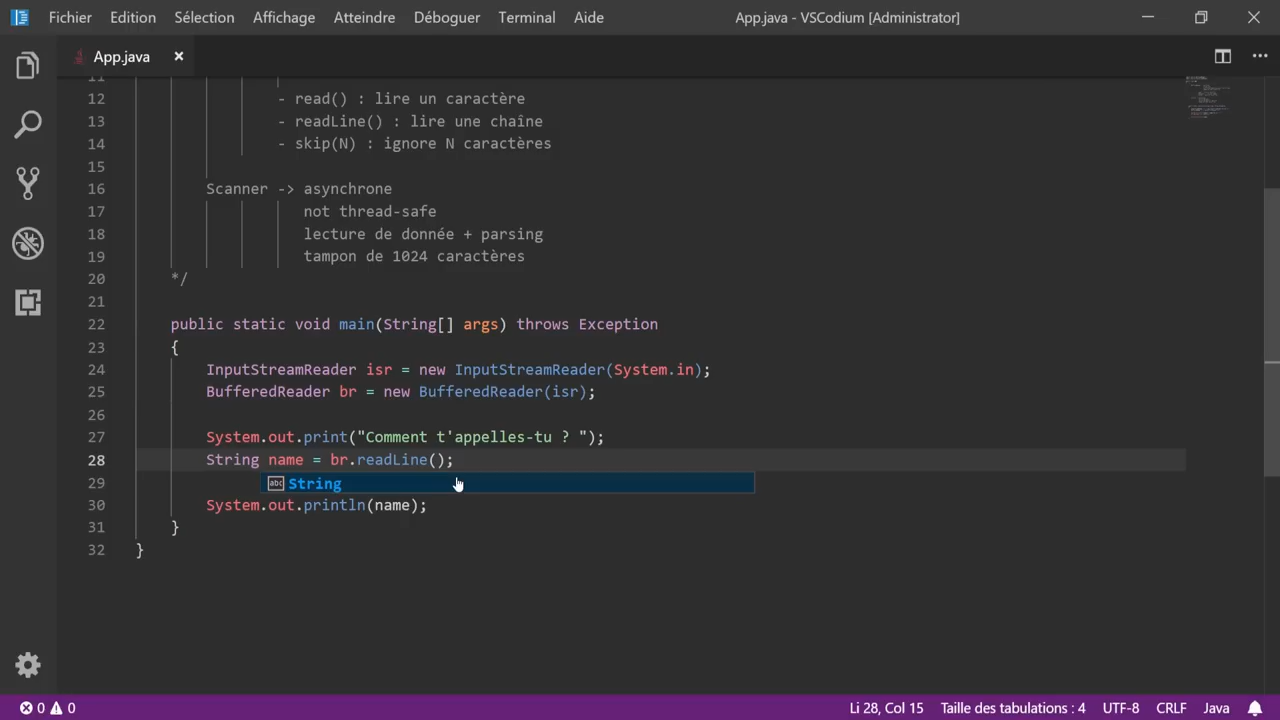 Fichier Edition Sélection Affichage Atteindre Déboguer Terminal Aide App.java - VSCodium [Administrator]
App.java
11
12 - read() : lire un caractère
13 - readLine() : lire une chaîne
14 - skip(N) : ignore N caractères
15
16 Scanner -> asynchrone
17 not thread-safe
18 lecture de donnée + parsing
19 tampon de 1024 caractères
20 */
21
22 public static void main(String[] args) throws Exception
23 {
24 InputStreamReader isr = new InputStreamReader(System.in);
25 BufferedReader br = new BufferedReader(isr);
26
27 System.out.print("Comment t'appelles-tu ? ");
28 String name = br.readLine();
29 abc String
30 System.out.println(name);
31 }
32 }
0 0 Li 28, Col 15 Taille des tabulations : 4 UTF-8 CRLF Java